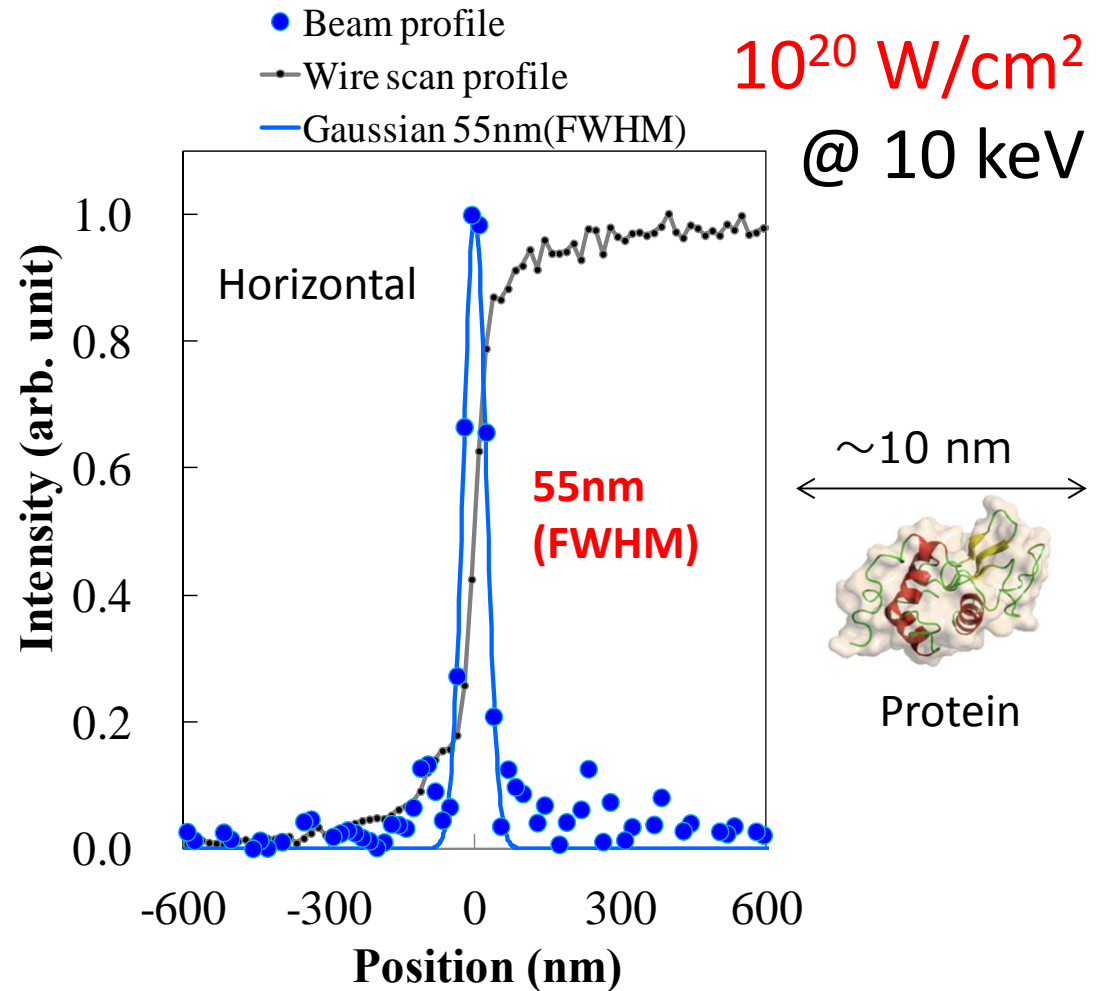 Beam profile
Wire scan profile
Gaussian 55nm(FWHM)
10²⁰ W/cm²
@ 10 keV
Intensity (arb. unit)
1.0
0.8
0.6
0.4
0.2
0.0
Horizontal
55nm
(FWHM)
～10 nm
Protein
-600 -300 0 300 600
Position (nm)